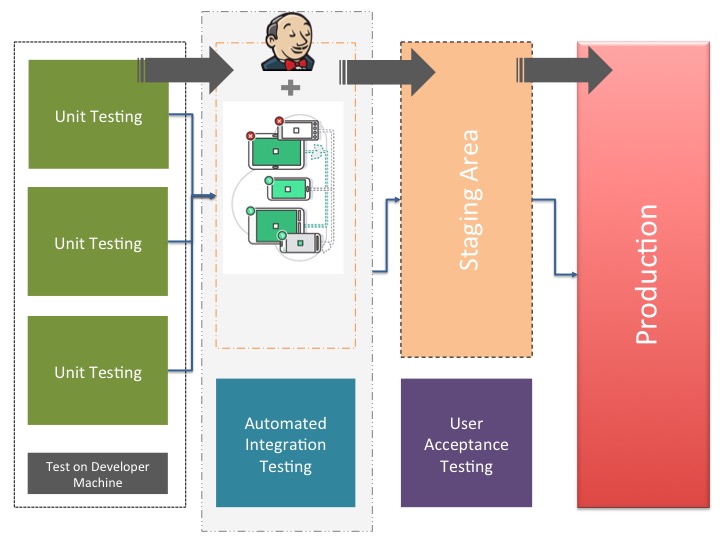 Unit Testing
Unit Testing
Unit Testing
Test on Developer
Machine
+
Automated
Integration
Testing
Staging Area
User
Acceptance
Testing
Production